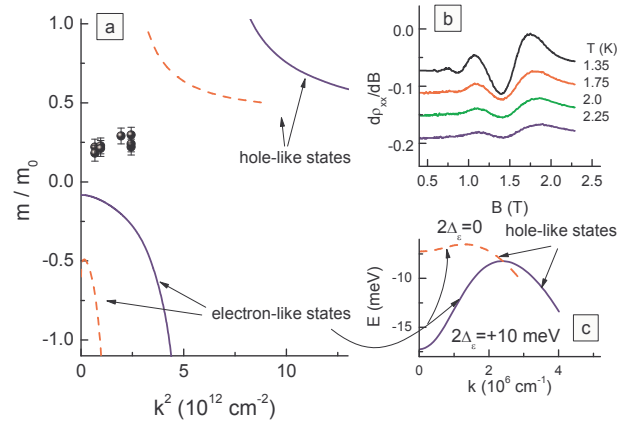 a
m / m0
1.0
0.5
0.0
-0.5
-1.0
hole-like states
electron-like states
0
5
10
k² (10¹² cm⁻²)
b
dρxx/dB
0.0
-0.1
-0.2
T (K)
1.35
1.75
2.0
2.25
0.5
1.0
1.5
2.0
2.5
B (T)
2Δε=0
hole-like states
E (meV)
-10
-15
2Δε=+10 meV
c
0
2
4
k (10⁶ cm⁻¹)